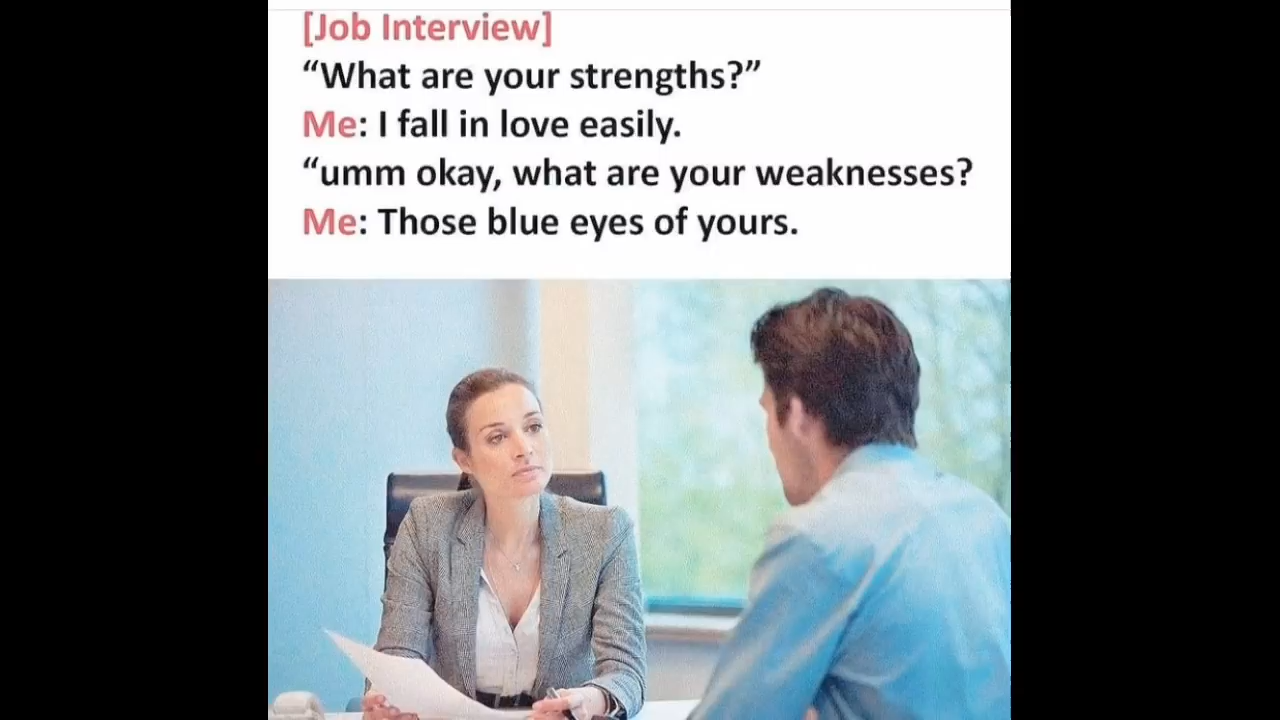 [Job Interview]
“What are your strengths?”
Me: I fall in love easily.
“umm okay, what are your weaknesses?
Me: Those blue eyes of yours.